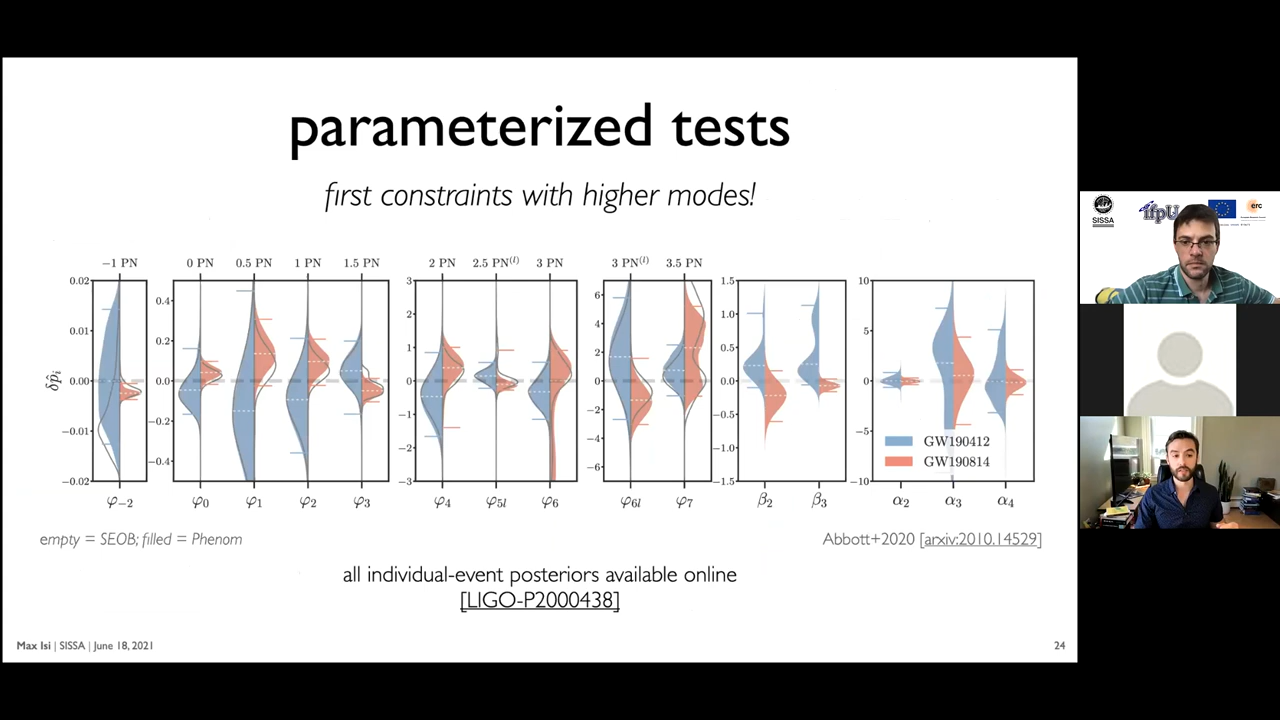 parameterized tests
first constraints with higher modes!
−1 PN 0 PN 0.5 PN 1 PN 1.5 PN 2 PN 2.5 PN(l) 3 PN 3 PN(l) 3.5 PN
0.02 0.01 0.00 −0.01 −0.02
0.4 0.2 0.0 −0.2 −0.4
3 2 1 0 −1 −2 −3
6 4 2 0 −2 −4 −6
1.5 1.0 0.5 0.0 −0.5 −1.0 −1.5
10 5 0 −5 −10
δp̂i
GW190412
GW190814
φ−2 φ0 φ1 φ2 φ3 φ4 φ5l φ6 φ6l φ7 β2 β3 α2 α3 α4
empty = SEOB; filled = Phenom
Abbott+2020 [arxiv:2010.14529]
all individual-event posteriors available online
[LIGO-P2000438]
Max Isi | SISSA | June 18, 2021
24
SISSA
ifpU
erc